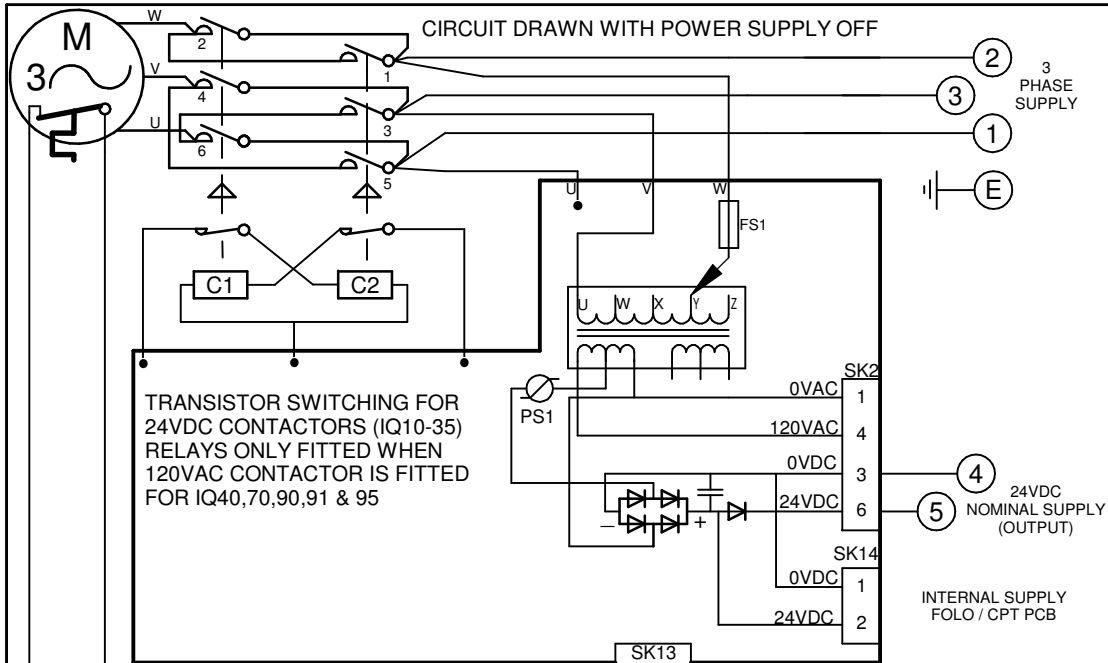 CIRCUIT DRAWN WITH POWER SUPPLY OFF
M
3
W
V
U
2
4
6
1
3
5
2
3
1
E
3
PHASE
SUPPLY
U
V
W
FS1
C1
C2
U W X Y Z
PS1
TRANSISTOR SWITCHING FOR
24VDC CONTACTORS (IQ10-35)
RELAYS ONLY FITTED WHEN
120VAC CONTACTOR IS FITTED
FOR IQ40,70,90,91 & 95
SK2
0VAC 1
120VAC 4
0VDC 3
24VDC 6
4
5
24VDC
NOMINAL SUPPLY
(OUTPUT)
– +
SK14
0VDC 1
24VDC 2
INTERNAL SUPPLY
FOLO / CPT PCB
SK13